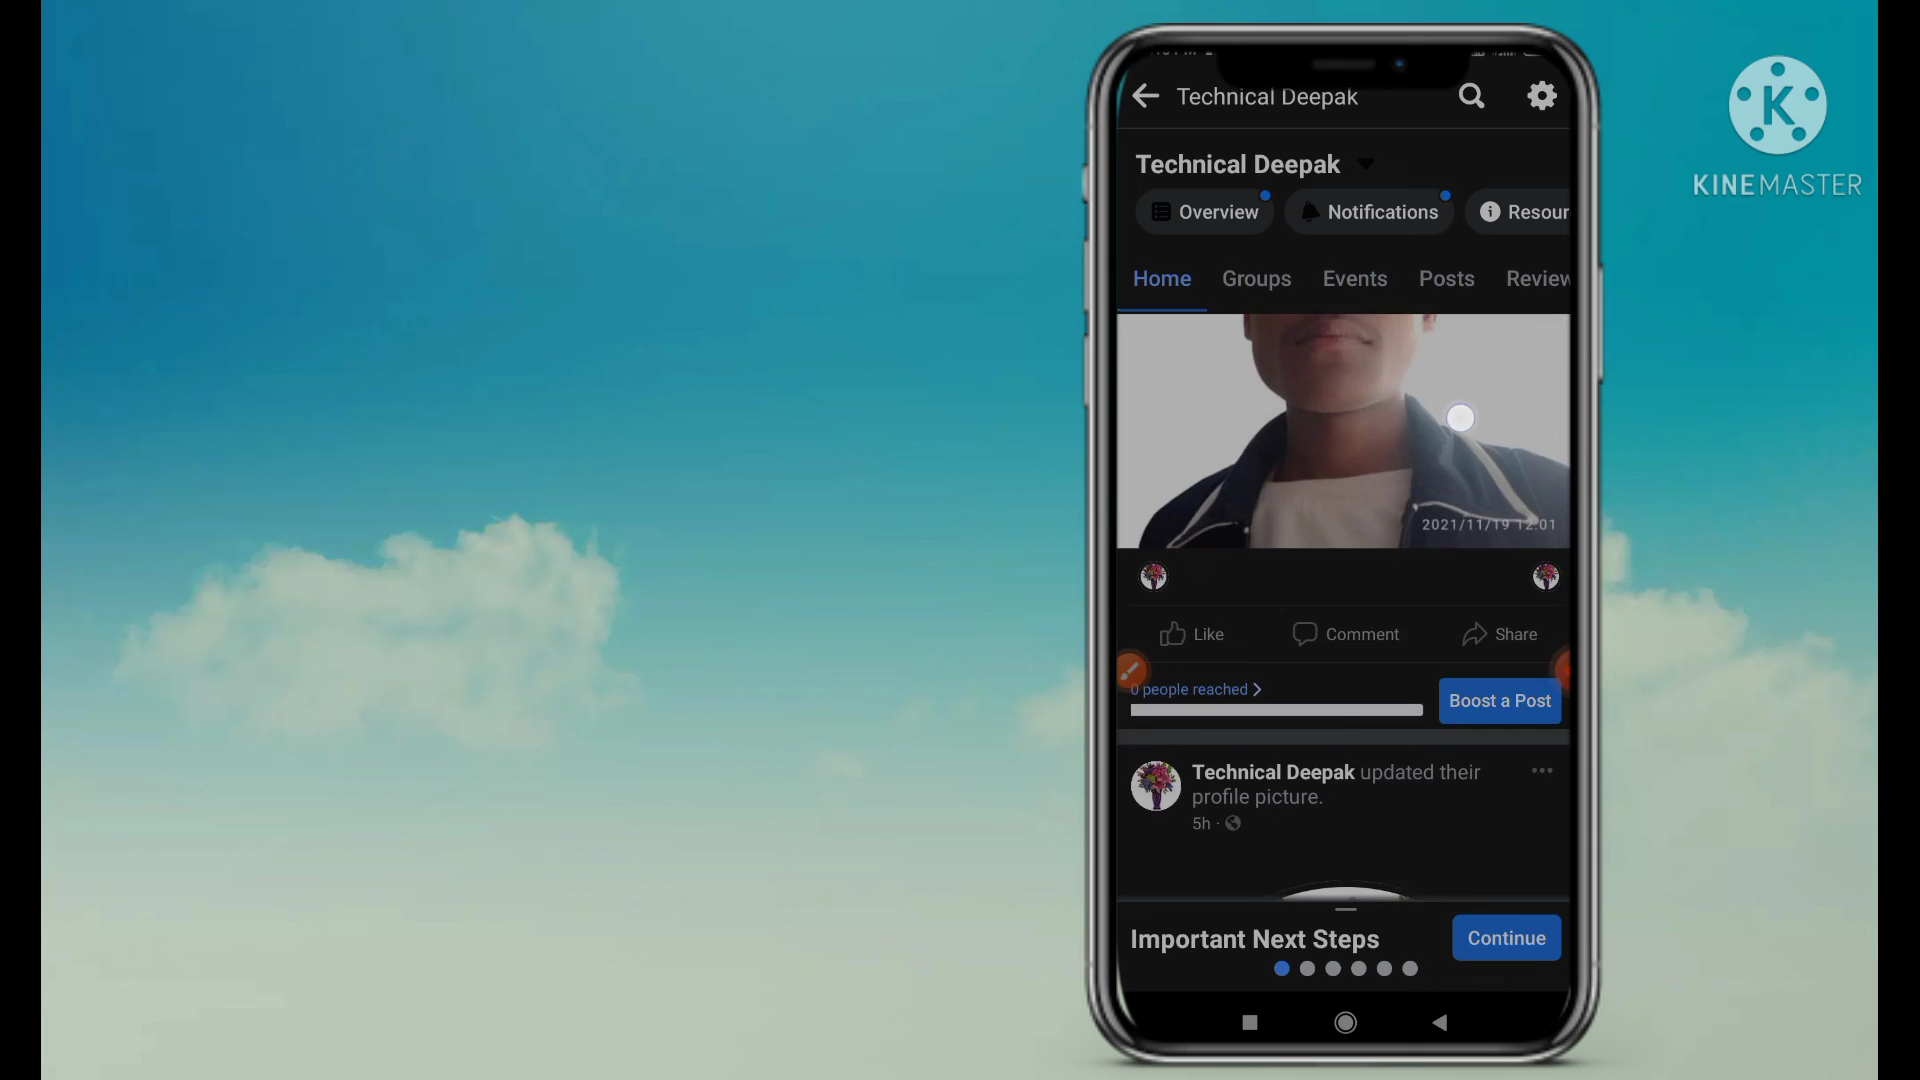 Technical Deepak
KINEMASTER
Technical Deepak
Overview
Notifications
Resour
Home
Groups
Events
Posts
Review
2021/11/19 12:01
Like
Comment
Share
0 people reached
Boost a Post
Technical Deepak updated their
profile picture.
5h ·
Important Next Steps
Continue